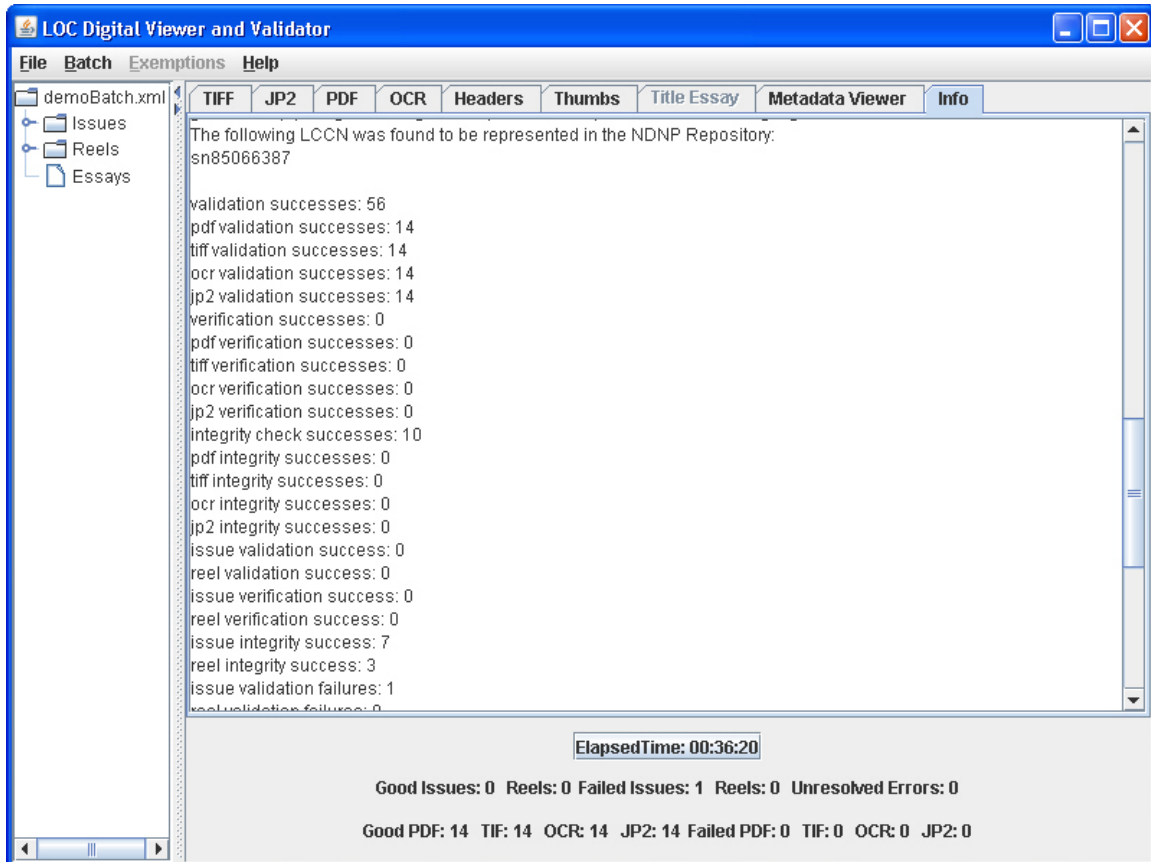 LOC Digital Viewer and Validator
File Batch Exemptions Help
demoBatch.xml
Issues
Reels
Essays
TIFF JP2 PDF OCR Headers Thumbs Title Essay Metadata Viewer Info
The following LCCN was found to be represented in the NDNP Repository:
sn85066387
validation successes: 56
pdf validation successes: 14
tiff validation successes: 14
ocr validation successes: 14
jp2 validation successes: 14
verification successes: 0
pdf verification successes: 0
tiff verification successes: 0
ocr verification successes: 0
jp2 verification successes: 0
integrity check successes: 10
pdf integrity successes: 0
tiff integrity successes: 0
ocr integrity successes: 0
jp2 integrity successes: 0
issue validation success: 0
reel validation success: 0
issue verification success: 0
reel verification success: 0
issue integrity success: 7
reel integrity success: 3
issue validation failures: 1
reel validation failures: 0
ElapsedTime: 00:36:20
Good Issues: 0 Reels: 0 Failed Issues: 1 Reels: 0 Unresolved Errors: 0
Good PDF: 14 TIF: 14 OCR: 14 JP2: 14 Failed PDF: 0 TIF: 0 OCR: 0 JP2: 0